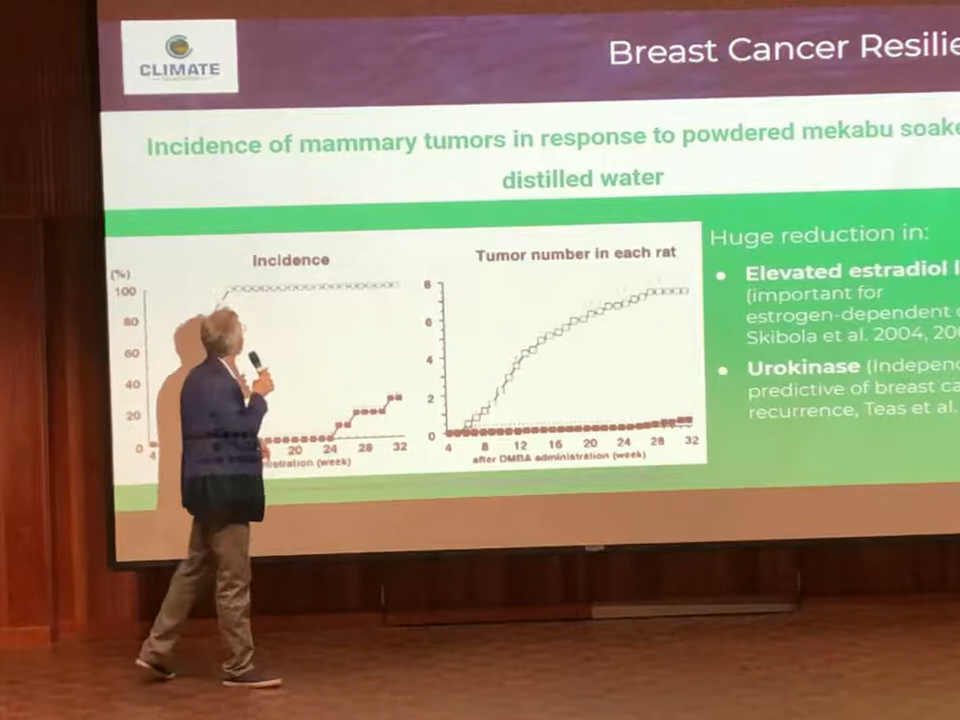 CLIMATE
Breast Cancer Resilie
Incidence of mammary tumors in response to powdered mekabu soake
distilled water
Incidence
(%)
100
80
60
40
20
0
4
20 24 28 32
istration (week)
Tumor number in each rat
8
6
4
2
0
4 8 12 16 20 24 28 32
after DMBA administration (week)
Huge reduction in:
• Elevated estradiol l
(important for
estrogen-dependent c
Skibola et al. 2004, 20
• Urokinase (Independ
predictive of breast ca
recurrence, Teas et al.